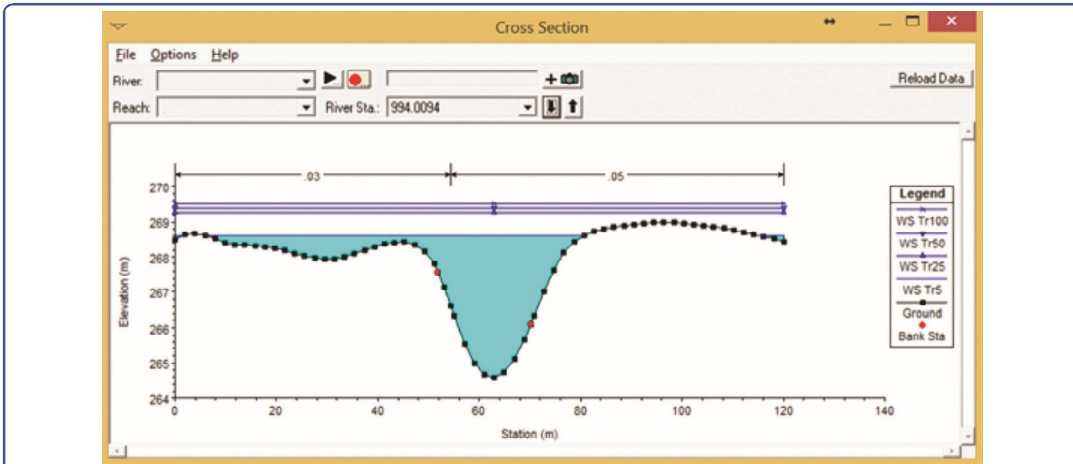 Cross Section
File Options Help
River: Reload Data
Reach: River Sta.: 994.0094
.03 .05
Legend
WS Tr100
WS Tr50
WS Tr25
WS Tr5
Ground
Bank Sta
Elevation (m)
270
269
268
267
266
265
264
0 20 40 60 80 100 120 140
Station (m)